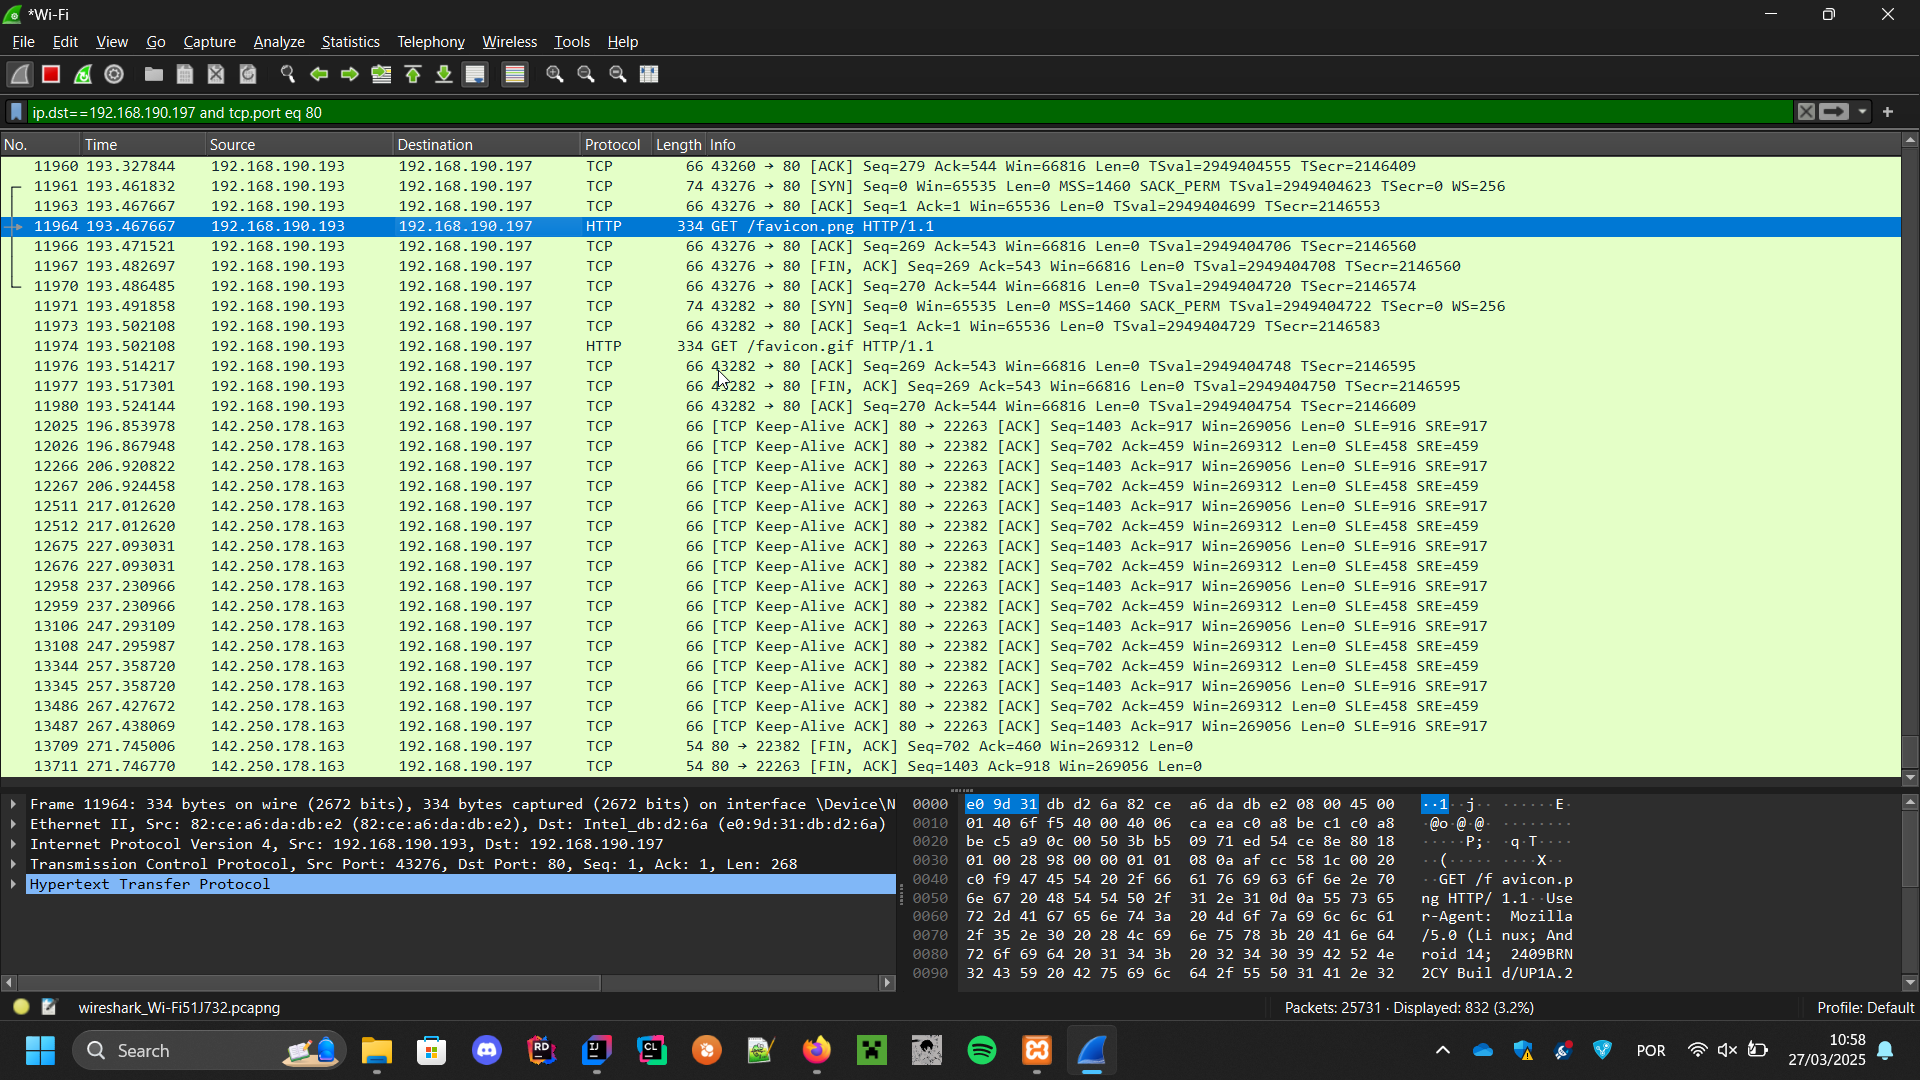 *Wi-Fi
File Edit View Go Capture Analyze Statistics Telephony Wireless Tools Help
ip.dst==192.168.190.197 and tcp.port eq 80
No. Time Source Destination Protocol Length Info
11960 193.327844 192.168.190.193 192.168.190.197 TCP 66 43260 → 80 [ACK] Seq=279 Ack=544 Win=66816 Len=0 TSval=2949404555 TSecr=2146409
11961 193.461832 192.168.190.193 192.168.190.197 TCP 74 43276 → 80 [SYN] Seq=0 Win=65535 Len=0 MSS=1460 SACK_PERM TSval=2949404623 TSecr=0 WS=256
11963 193.467667 192.168.190.193 192.168.190.197 TCP 66 43276 → 80 [ACK] Seq=1 Ack=1 Win=65536 Len=0 TSval=2949404699 TSecr=2146553
11964 193.467667 192.168.190.193 192.168.190.197 HTTP 334 GET /favicon.png HTTP/1.1
11966 193.471521 192.168.190.193 192.168.190.197 TCP 66 43276 → 80 [ACK] Seq=269 Ack=543 Win=66816 Len=0 TSval=2949404706 TSecr=2146560
11967 193.482697 192.168.190.193 192.168.190.197 TCP 66 43276 → 80 [FIN, ACK] Seq=269 Ack=543 Win=66816 Len=0 TSval=2949404708 TSecr=2146560
11970 193.486485 192.168.190.193 192.168.190.197 TCP 66 43276 → 80 [ACK] Seq=270 Ack=544 Win=66816 Len=0 TSval=2949404720 TSecr=2146574
11971 193.491858 192.168.190.193 192.168.190.197 TCP 74 43282 → 80 [SYN] Seq=0 Win=65535 Len=0 MSS=1460 SACK_PERM TSval=2949404722 TSecr=0 WS=256
11973 193.502108 192.168.190.193 192.168.190.197 TCP 66 43282 → 80 [ACK] Seq=1 Ack=1 Win=65536 Len=0 TSval=2949404729 TSecr=2146583
11974 193.502108 192.168.190.193 192.168.190.197 HTTP 334 GET /favicon.gif HTTP/1.1
11976 193.514217 192.168.190.193 192.168.190.197 TCP 66 43282 → 80 [ACK] Seq=269 Ack=543 Win=66816 Len=0 TSval=2949404748 TSecr=2146595
11977 193.517301 192.168.190.193 192.168.190.197 TCP 66 43282 → 80 [FIN, ACK] Seq=269 Ack=543 Win=66816 Len=0 TSval=2949404750 TSecr=2146595
11980 193.524144 192.168.190.193 192.168.190.197 TCP 66 43282 → 80 [ACK] Seq=270 Ack=544 Win=66816 Len=0 TSval=2949404754 TSecr=2146609
12025 196.853978 142.250.178.163 192.168.190.197 TCP 66 [TCP Keep-Alive ACK] 80 → 22263 [ACK] Seq=1403 Ack=917 Win=269056 Len=0 SLE=916 SRE=917
12026 196.867948 142.250.178.163 192.168.190.197 TCP 66 [TCP Keep-Alive ACK] 80 → 22382 [ACK] Seq=702 Ack=459 Win=269312 Len=0 SLE=458 SRE=459
12266 206.920822 142.250.178.163 192.168.190.197 TCP 66 [TCP Keep-Alive ACK] 80 → 22263 [ACK] Seq=1403 Ack=917 Win=269056 Len=0 SLE=916 SRE=917
12267 206.924458 142.250.178.163 192.168.190.197 TCP 66 [TCP Keep-Alive ACK] 80 → 22382 [ACK] Seq=702 Ack=459 Win=269312 Len=0 SLE=458 SRE=459
12511 217.012620 142.250.178.163 192.168.190.197 TCP 66 [TCP Keep-Alive ACK] 80 → 22263 [ACK] Seq=1403 Ack=917 Win=269056 Len=0 SLE=916 SRE=917
12512 217.012620 142.250.178.163 192.168.190.197 TCP 66 [TCP Keep-Alive ACK] 80 → 22382 [ACK] Seq=702 Ack=459 Win=269312 Len=0 SLE=458 SRE=459
12675 227.093031 142.250.178.163 192.168.190.197 TCP 66 [TCP Keep-Alive ACK] 80 → 22263 [ACK] Seq=1403 Ack=917 Win=269056 Len=0 SLE=916 SRE=917
12676 227.093031 142.250.178.163 192.168.190.197 TCP 66 [TCP Keep-Alive ACK] 80 → 22382 [ACK] Seq=702 Ack=459 Win=269312 Len=0 SLE=458 SRE=459
12958 237.230966 142.250.178.163 192.168.190.197 TCP 66 [TCP Keep-Alive ACK] 80 → 22263 [ACK] Seq=1403 Ack=917 Win=269056 Len=0 SLE=916 SRE=917
12959 237.230966 142.250.178.163 192.168.190.197 TCP 66 [TCP Keep-Alive ACK] 80 → 22382 [ACK] Seq=702 Ack=459 Win=269312 Len=0 SLE=458 SRE=459
13106 247.293109 142.250.178.163 192.168.190.197 TCP 66 [TCP Keep-Alive ACK] 80 → 22263 [ACK] Seq=1403 Ack=917 Win=269056 Len=0 SLE=916 SRE=917
13108 247.295987 142.250.178.163 192.168.190.197 TCP 66 [TCP Keep-Alive ACK] 80 → 22382 [ACK] Seq=702 Ack=459 Win=269312 Len=0 SLE=458 SRE=459
13344 257.358720 142.250.178.163 192.168.190.197 TCP 66 [TCP Keep-Alive ACK] 80 → 22382 [ACK] Seq=702 Ack=459 Win=269312 Len=0 SLE=458 SRE=459
13345 257.358720 142.250.178.163 192.168.190.197 TCP 66 [TCP Keep-Alive ACK] 80 → 22263 [ACK] Seq=1403 Ack=917 Win=269056 Len=0 SLE=916 SRE=917
13486 267.427672 142.250.178.163 192.168.190.197 TCP 66 [TCP Keep-Alive ACK] 80 → 22382 [ACK] Seq=702 Ack=459 Win=269312 Len=0 SLE=458 SRE=459
13487 267.438069 142.250.178.163 192.168.190.197 TCP 66 [TCP Keep-Alive ACK] 80 → 22263 [ACK] Seq=1403 Ack=917 Win=269056 Len=0 SLE=916 SRE=917
13709 271.745006 142.250.178.163 192.168.190.197 TCP 54 80 → 22382 [FIN, ACK] Seq=702 Ack=460 Win=269312 Len=0
13711 271.746770 142.250.178.163 192.168.190.197 TCP 54 80 → 22263 [FIN, ACK] Seq=1403 Ack=918 Win=269056 Len=0
Frame 11964: 334 bytes on wire (2672 bits), 334 bytes captured (2672 bits) on interface \Device\N
Ethernet II, Src: 82:ce:a6:da:db:e2 (82:ce:a6:da:db:e2), Dst: Intel_db:d2:6a (e0:9d:31:db:d2:6a)
Internet Protocol Version 4, Src: 192.168.190.193, Dst: 192.168.190.197
Transmission Control Protocol, Src Port: 43276, Dst Port: 80, Seq: 1, Ack: 1, Len: 268
Hypertext Transfer Protocol
0000 e0 9d 31 db d2 6a 82 ce a6 da db e2 08 00 45 00 ··1··j·· ······E·
0010 01 40 6f f5 40 00 40 06 ca ea c0 a8 be c1 c0 a8 ·@o·@·@· ········
0020 be c5 a9 0c 00 50 3b b5 09 71 ed 54 ce 8e 80 18 ·····P;· ·q·T····
0030 01 00 28 98 00 00 01 01 08 0a af cc 58 1c 00 20 ··(····· ····X··
0040 c0 f9 47 45 54 20 2f 66 61 76 69 63 6f 6e 2e 70 ··GET /f avicon.p
0050 6e 67 20 48 54 54 50 2f 31 2e 31 0d 0a 55 73 65 ng HTTP/ 1.1··Use
0060 72 2d 41 67 65 6e 74 3a 20 4d 6f 7a 69 6c 6c 61 r-Agent: Mozilla
0070 2f 35 2e 30 20 28 4c 69 6e 75 78 3b 20 41 6e 64 /5.0 (Li nux; And
0080 72 6f 69 64 20 31 34 3b 20 32 34 30 39 42 52 4e roid 14; 2409BRN
0090 32 43 59 20 42 75 69 6c 64 2f 55 50 31 41 2e 32 2CY Buil d/UP1A.2
wireshark_Wi-Fi51J732.pcapng
Packets: 25731 · Displayed: 832 (3.2%)
Profile: Default
Search
RD
IJ
CL
POR
10:58
27/03/2025